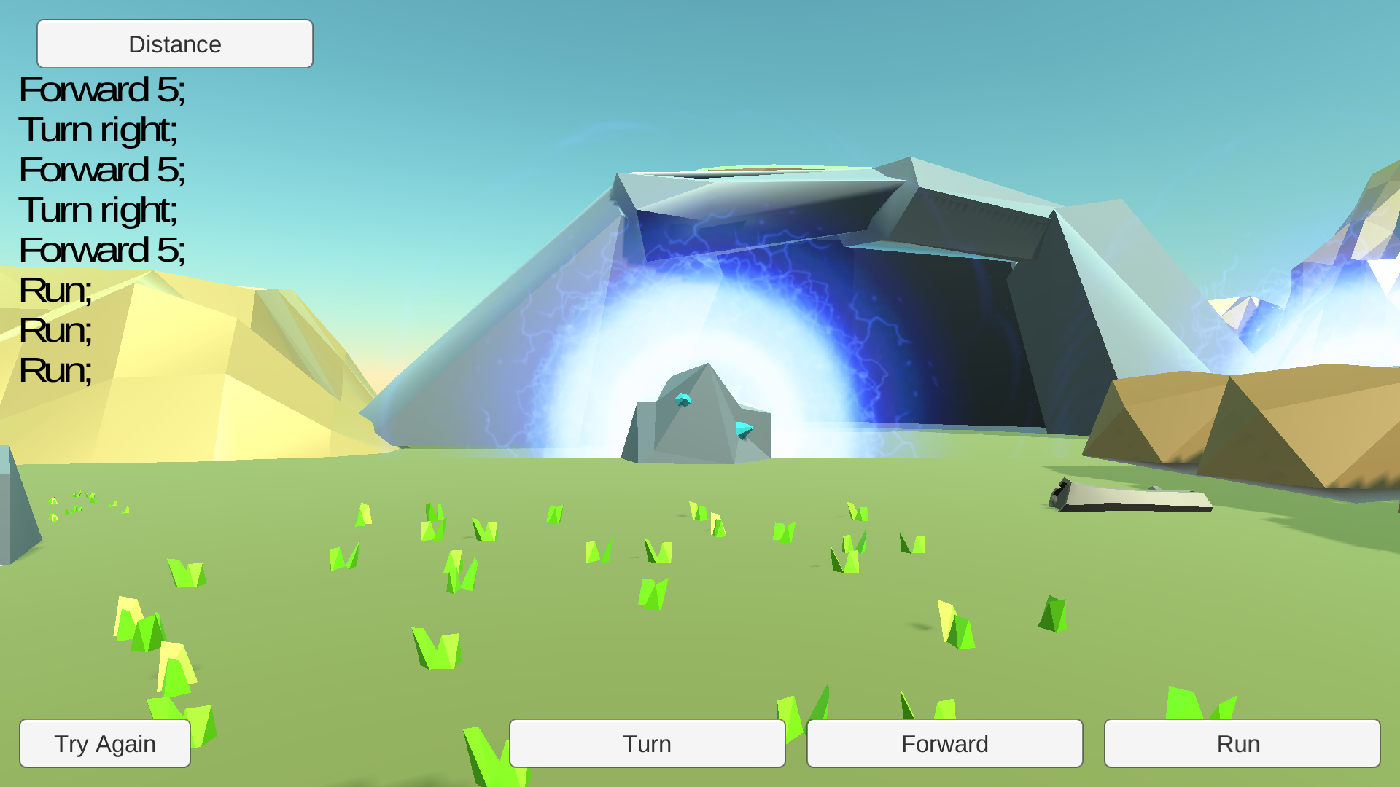 Distance
Forward 5;
Turn right;
Forward 5;
Turn right;
Forward 5;
Run;
Run;
Run;
Try Again
Turn
Forward
Run